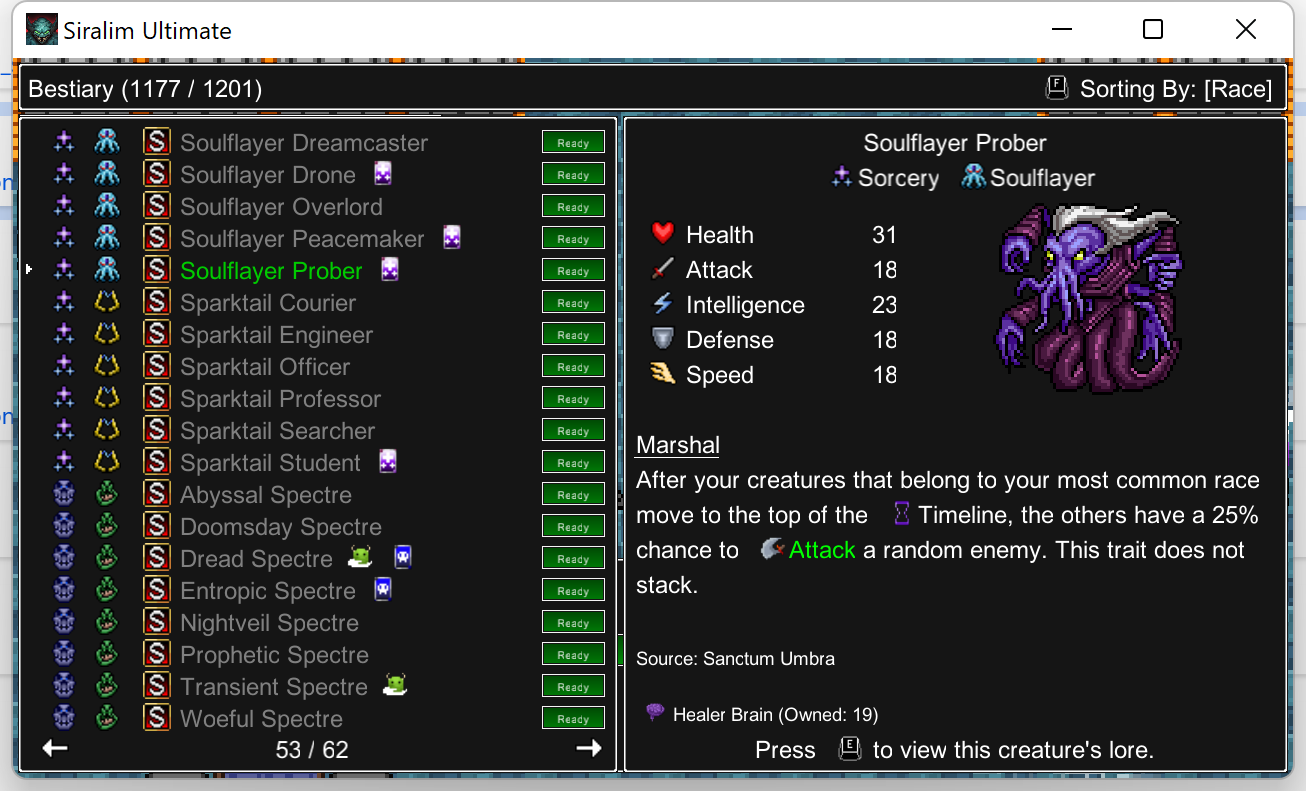 Siralim Ultimate
Bestiary (1177 / 1201)
F Sorting By: [Race]
S Soulflayer Dreamcaster Ready
S Soulflayer Drone Ready
S Soulflayer Overlord Ready
S Soulflayer Peacemaker Ready
S Soulflayer Prober Ready
S Sparktail Courier Ready
S Sparktail Engineer Ready
S Sparktail Officer Ready
S Sparktail Professor Ready
S Sparktail Searcher Ready
S Sparktail Student Ready
S Abyssal Spectre Ready
S Doomsday Spectre Ready
S Dread Spectre Ready
S Entropic Spectre Ready
S Nightveil Spectre Ready
S Prophetic Spectre Ready
S Transient Spectre Ready
S Woeful Spectre Ready
53 / 62
Soulflayer Prober
Sorcery Soulflayer
Health 31
Attack 18
Intelligence 23
Defense 18
Speed 18
Marshal
After your creatures that belong to your most common race
move to the top of the Timeline, the others have a 25%
chance to Attack a random enemy. This trait does not
stack.
Source: Sanctum Umbra
Healer Brain (Owned: 19)
Press E to view this creature's lore.